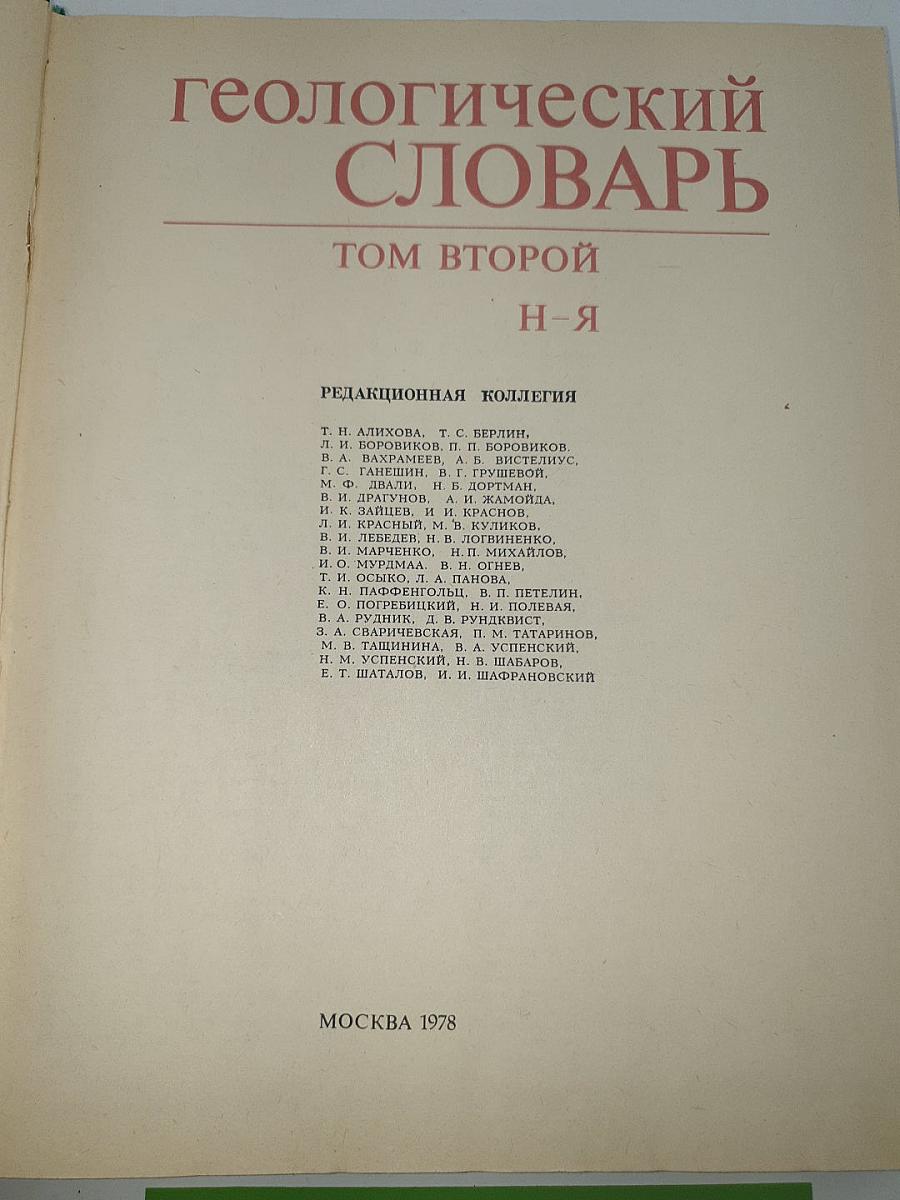 геологический
СЛОВАРЬ
ТОМ ВТОРОЙ
Н–Я
РЕДАКЦИОННАЯ КОЛЛЕГИЯ
Т. Н. АЛИХОВА, Т. С. БЕРЛИН,
Л. И. БОРОВИКОВ, П. П. БОРОВИКОВ.
В. А. ВАХРАМЕЕВ, А. Б. ВИСТЕЛИУС,
Г. С. ГАНЕШИН, В. Г. ГРУШЕВОЙ,
М. Ф. ДВАЛИ, Н. Б. ДОРТМАН,
В. И. ДРАГУНОВ, А. И. ЖАМОЙДА,
И. К. ЗАЙЦЕВ, И И. КРАСНОВ,
Л. И. КРАСНЫЙ, М. В. КУЛИКОВ,
В. И. ЛЕБЕДЕВ, Н. В. ЛОГВИНЕНКО,
В. И. МАРЧЕНКО, Н. П. МИХАЙЛОВ,
И. О. МУРДМАА. В. Н. ОГНЕВ,
Т. И. ОСЫКО, Л. А. ПАНОВА,
К. Н. ПАФФЕНГОЛЬЦ, В. П. ПЕТЕЛИН,
Е. О. ПОГРЕБИЦКИЙ, Н. И. ПОЛЕВАЯ,
В. А. РУДНИК, Д. В. РУНДКВИСТ,
З. А. СВАРИЧЕВСКАЯ, П. М. ТАТАРИНОВ,
М. В. ТАЩИНИНА, В. А. УСПЕНСКИЙ,
Н. М. УСПЕНСКИЙ, Н. В. ШАБАРОВ,
Е. Т. ШАТАЛОВ, И. И. ШАФРАНОВСКИЙ
МОСКВА 1978